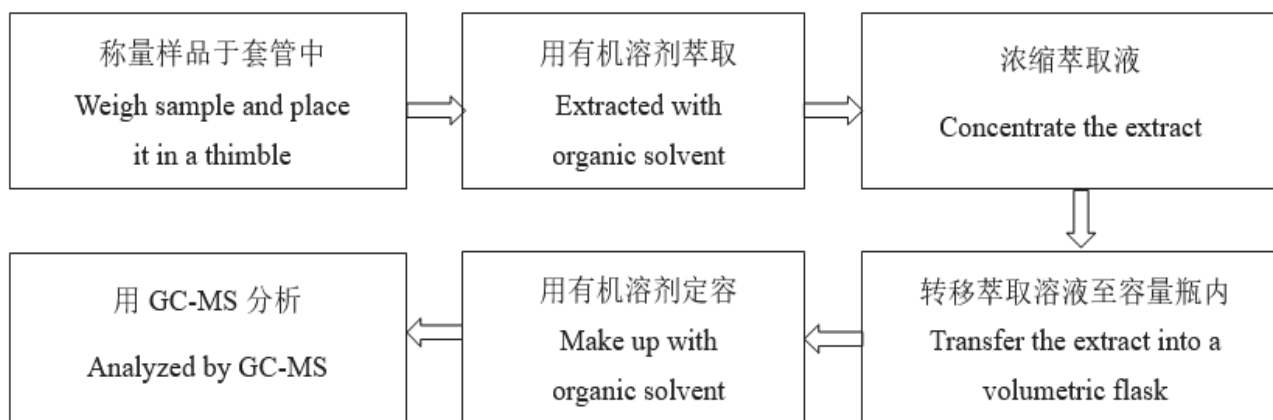 称量样品于套管中
Weigh sample and place
it in a thimble
用有机溶剂萃取
Extracted with
organic solvent
浓缩萃取液
Concentrate the extract
转移萃取溶液至容量瓶内
Transfer the extract into a
volumetric flask
用有机溶剂定容
Make up with
organic solvent
用 GC-MS 分析
Analyzed by GC-MS